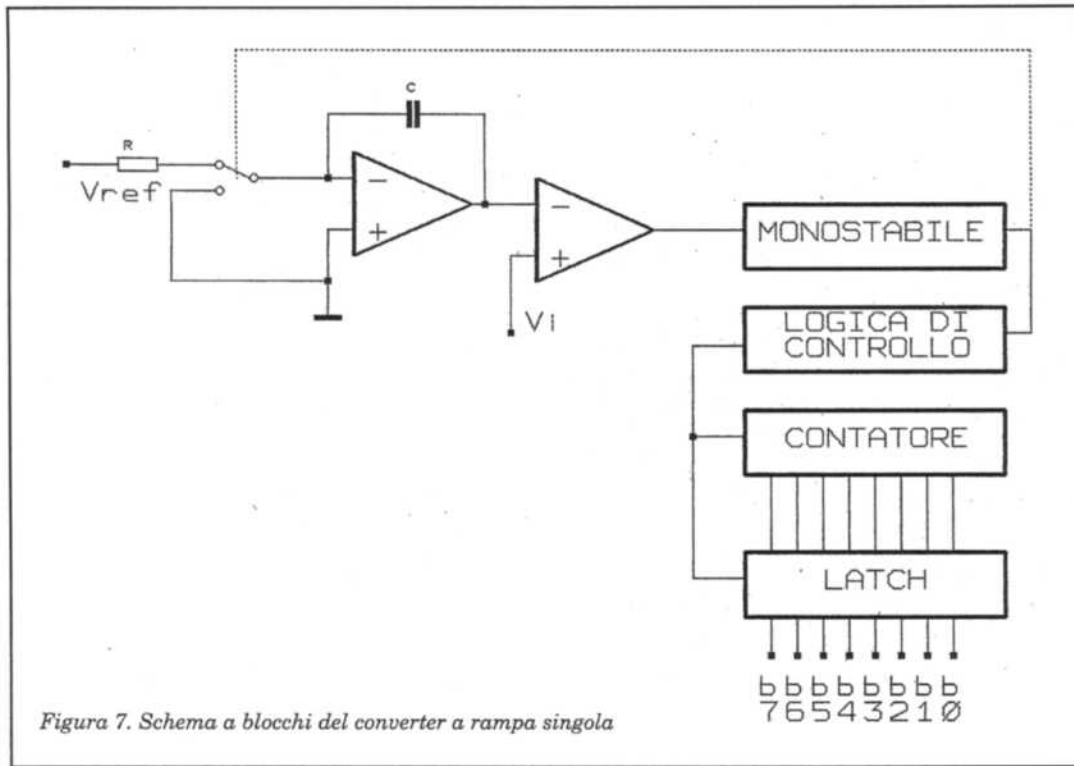 C
R
Vref
−
+
−
+
Vi
MONOSTABILE
LOGICA DI
CONTROLLO
CONTATORE
LATCH
b b b b b b b b
7 6 5 4 3 2 1 0
Figura 7. Schema a blocchi del converter a rampa singola